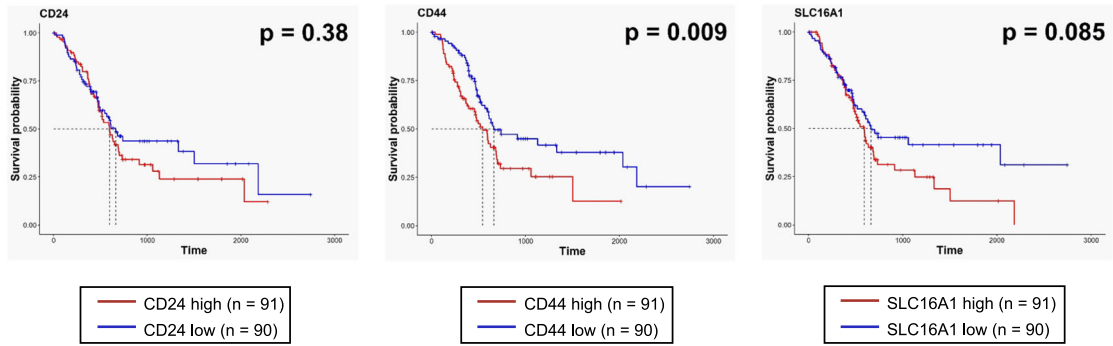 CD24
p = 0.38
Survival probability
1.00
0.75
0.50
0.25
0.00
0 1000 2000 3000
Time
CD24 high (n = 91)
CD24 low (n = 90)
CD44
p = 0.009
Survival probability
1.00
0.75
0.50
0.25
0.00
0 1000 2000 3000
Time
CD44 high (n = 91)
CD44 low (n = 90)
SLC16A1
p = 0.085
Survival probability
1.00
0.75
0.50
0.25
0.00
0 1000 2000 3000
Time
SLC16A1 high (n = 91)
SLC16A1 low (n = 90)